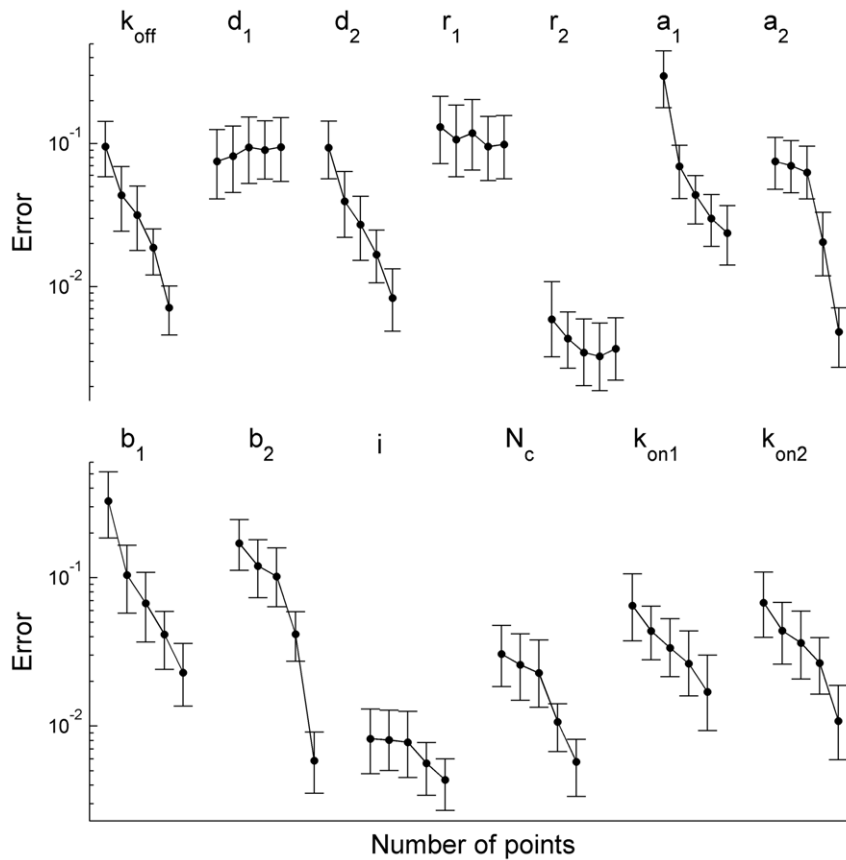 k_off d_1 d_2 r_1 r_2 a_1 a_2
10^-1
Error
10^-2
b_1 b_2 i N_c k_on1 k_on2
10^-1
Error
10^-2
Number of points